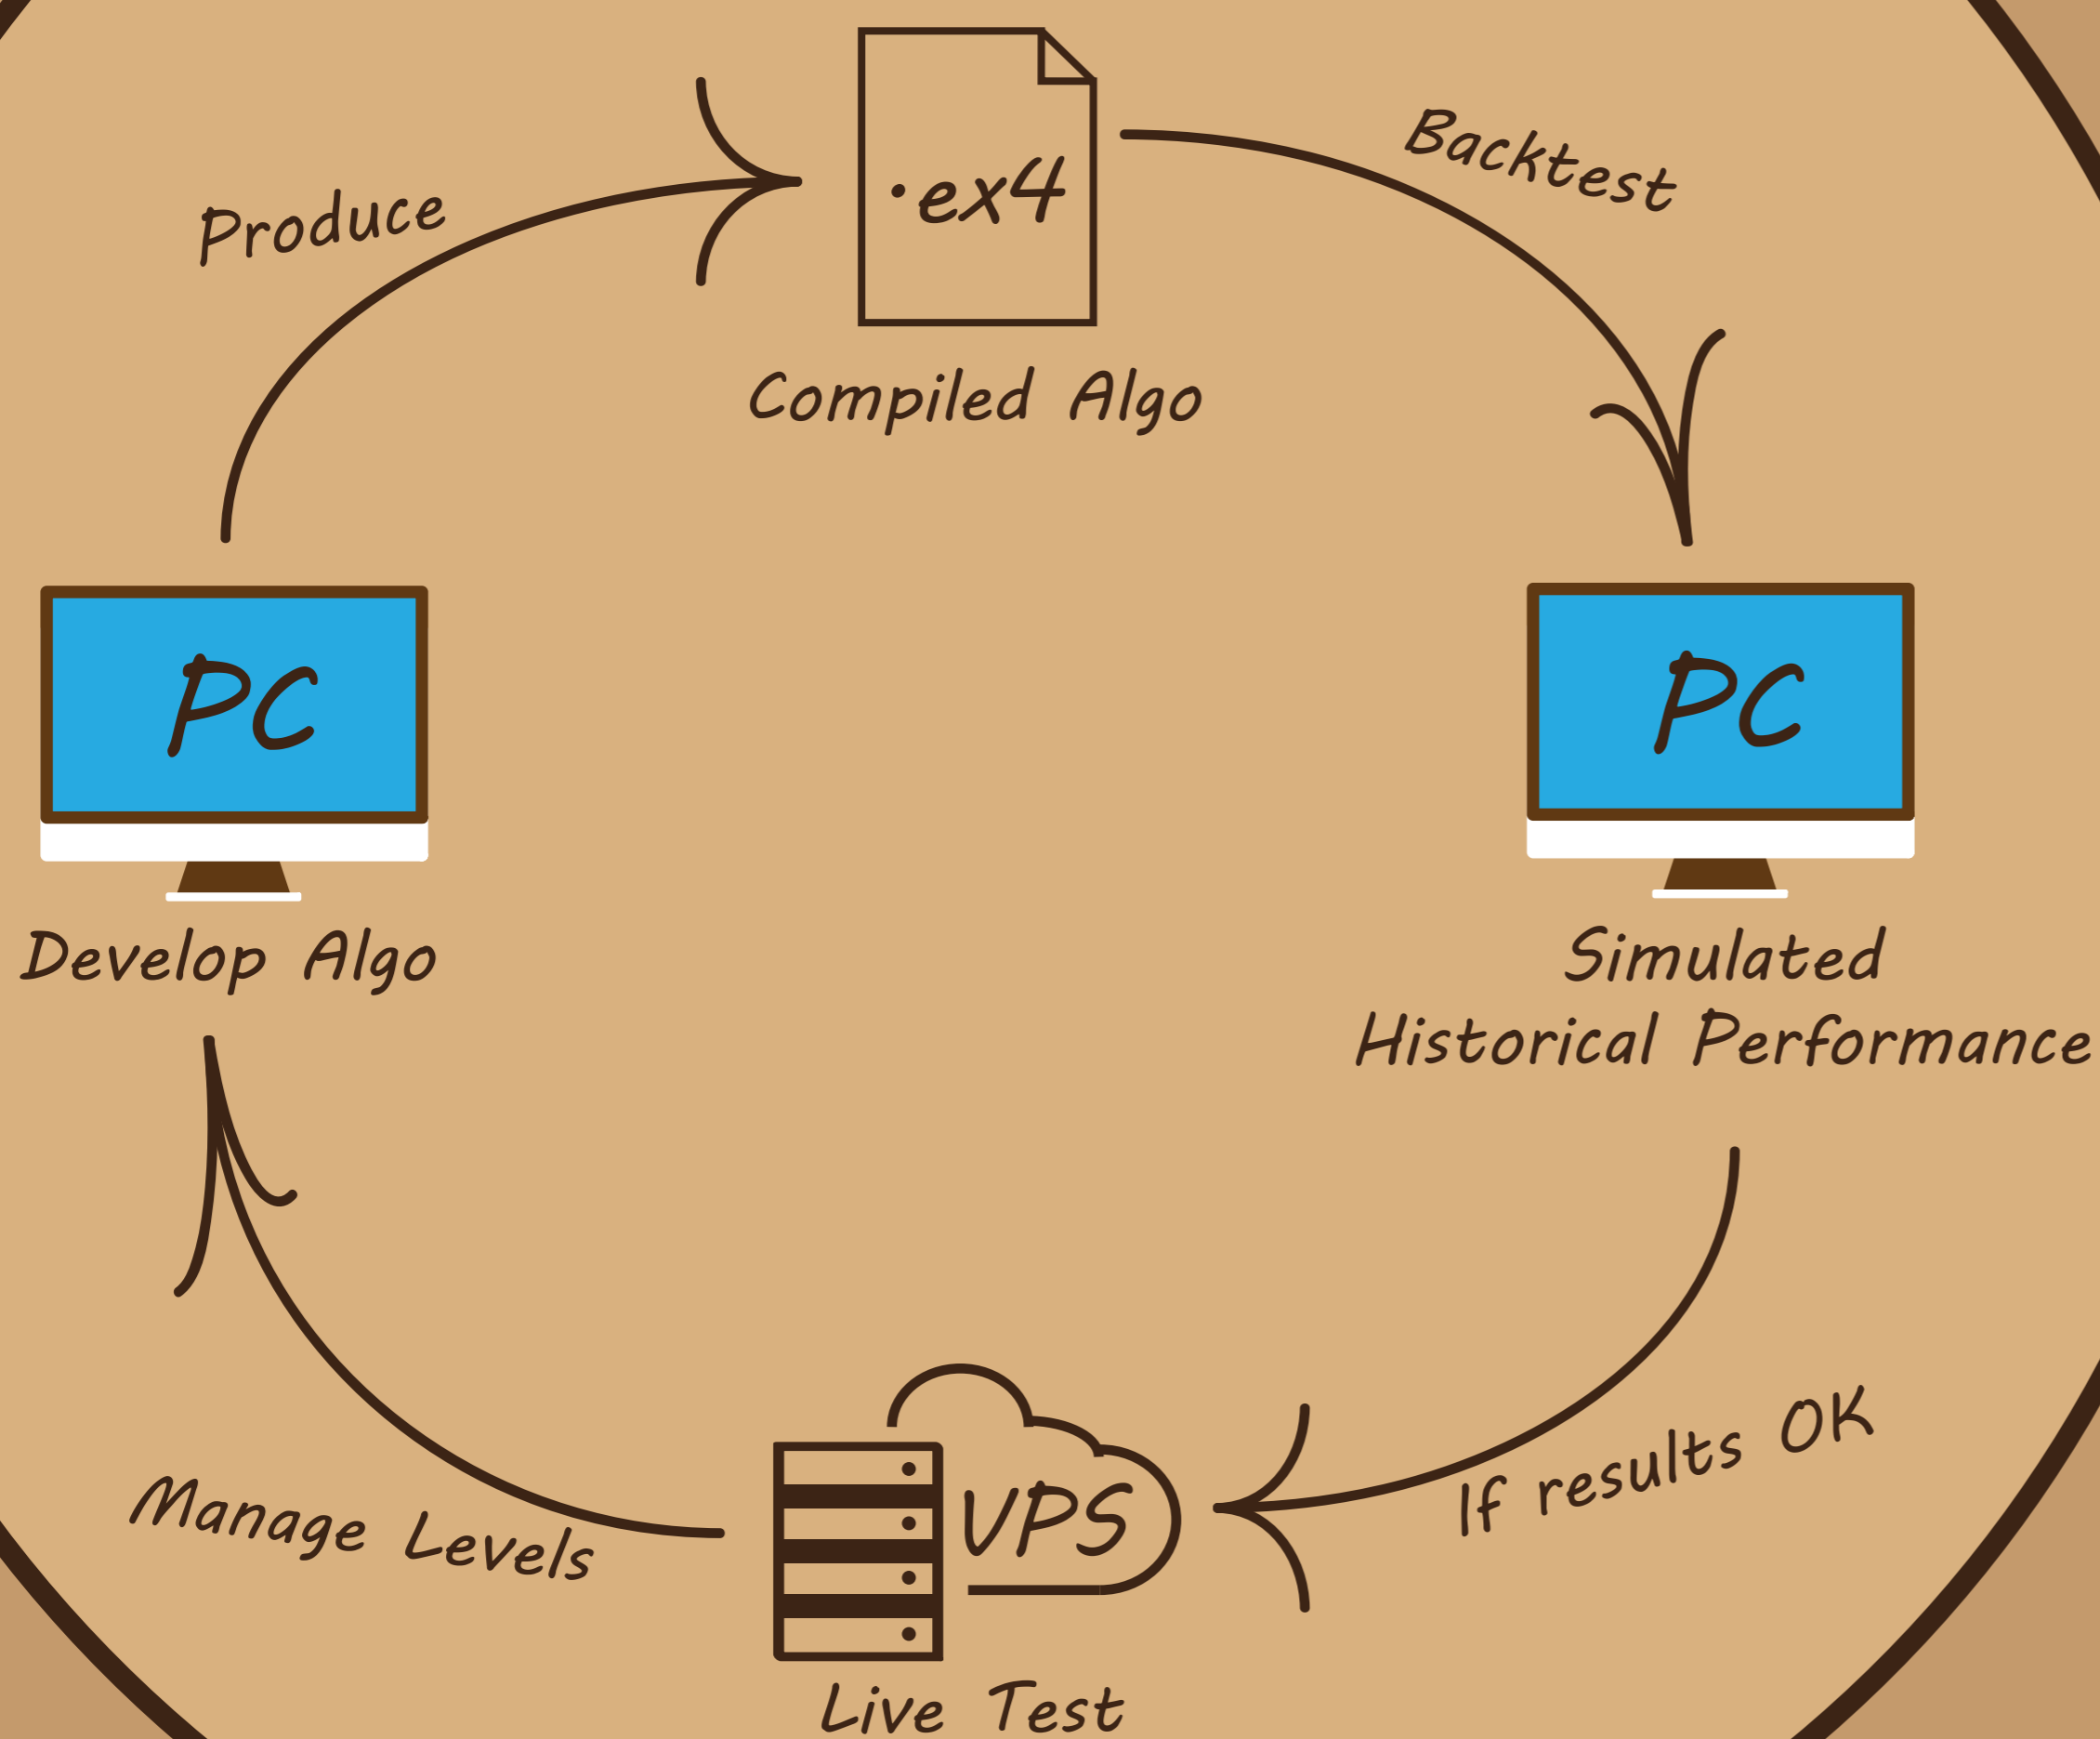 .ex4
Compiled Algo
Produce
Backtest
PC
Develop Algo
PC
Simulated
Historical Performance
If results OK
VPS
Live Test
Manage Levels